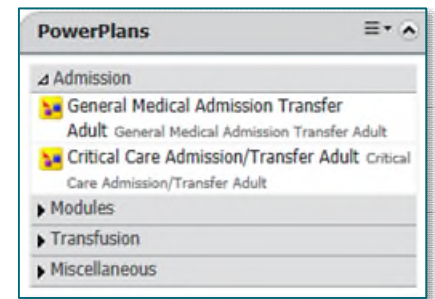 PowerPlans
Admission
General Medical Admission Transfer
Adult General Medical Admission Transfer Adult
Critical Care Admission/Transfer Adult Critical
Care Admission/Transfer Adult
Modules
Transfusion
Miscellaneous